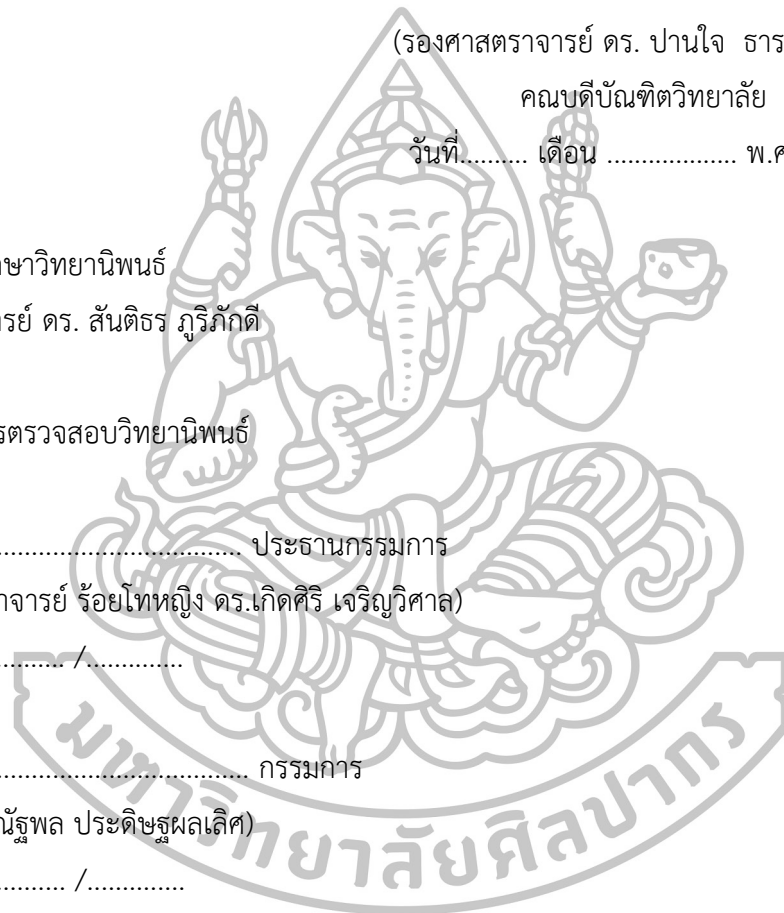 (รองศาสตราจารย์ ดร. ปานใจ ธาร
คณบดีบัณฑิตวิทยาลัย
วันที่.......... เดือน ................... พ.ศ
กษาวิทยานิพนธ์
ารย์ ดร. สันติธร ภูริภักดี
รตรวจสอบวิทยานิพนธ์
.................................... ประธานกรรมการ
าจารย์ ร้อยโทหญิง ดร.เกิดศิริ เจริญวิศาล)
........... /..............
..................................... กรรมการ
ณัฐพล ประดิษฐผลเลิศ)
........... /..............
มหาวิทยาลัยศิลปากร